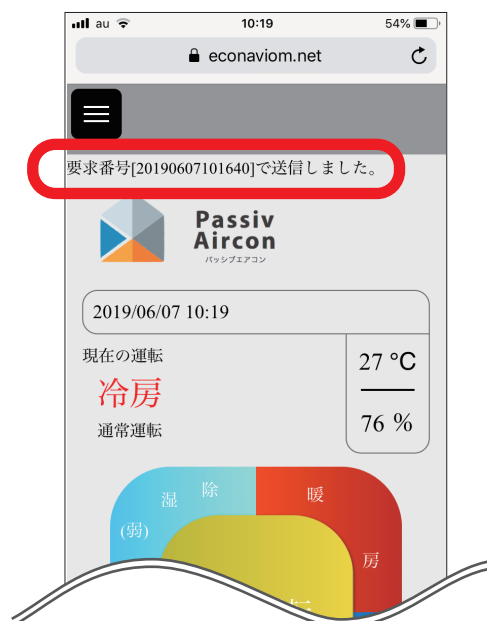 au 10:19 54%
econaviom.net
要求番号[20190607101640]で送信しました。
Passiv
Aircon
パッシブエアコン
2019/06/07 10:19
現在の運転
冷房
通常運転
27 °C
76 %
除 暖
湿
(弱)
房